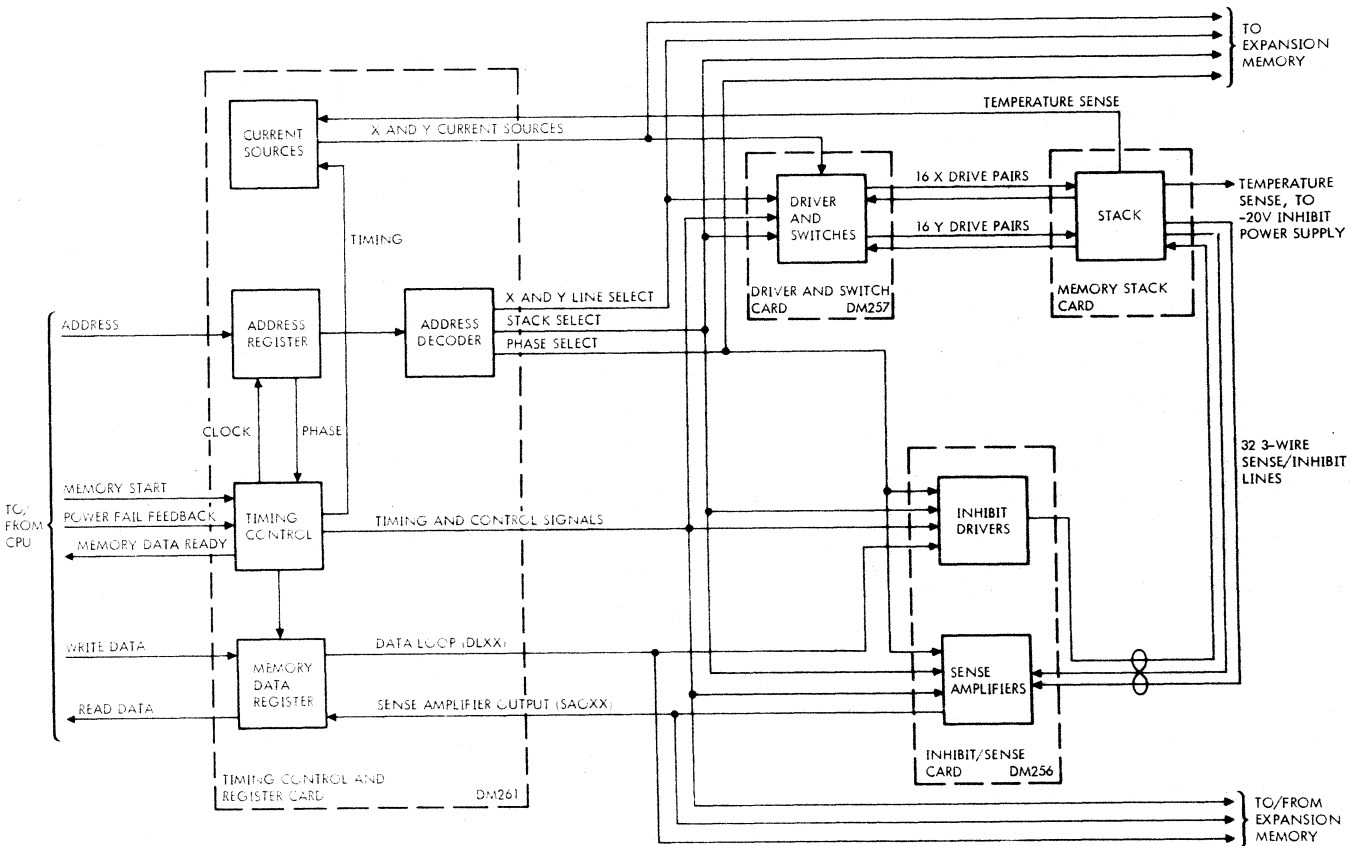 TO
EXPANSION
MEMORY
TEMPERATURE SENSE
CURRENT
SOURCES
X AND Y CURRENT SOURCES
DRIVER
AND
SWITCHES
16 X DRIVE PAIRS
16 Y DRIVE PAIRS
STACK
TEMPERATURE
SENSE, TO
-20V INHIBIT
POWER SUPPLY
TIMING
DRIVER AND SWITCH
CARD DM257
MEMORY STACK
CARD
ADDRESS
ADDRESS
REGISTER
ADDRESS
DECODER
X AND Y LINE SELECT
STACK SELECT
PHASE SELECT
CLOCK
PHASE
32 3-WIRE
SENSE/INHIBIT
LINES
TO/
FROM
CPU
MEMORY START
POWER FAIL FEEDBACK
MEMORY DATA READY
TIMING
CONTROL
TIMING AND CONTROL SIGNALS
INHIBIT
DRIVERS
WRITE DATA
READ DATA
MEMORY
DATA
REGISTER
DATA LOOP (DLXX)
SENSE AMPLIFIER OUTPUT (SAOXX)
SENSE
AMPLIFIERS
INHIBIT/SENSE
CARD DM256
TIMING CONTROL AND
REGISTER CARD DM261
TO/FROM
EXPANSION
MEMORY